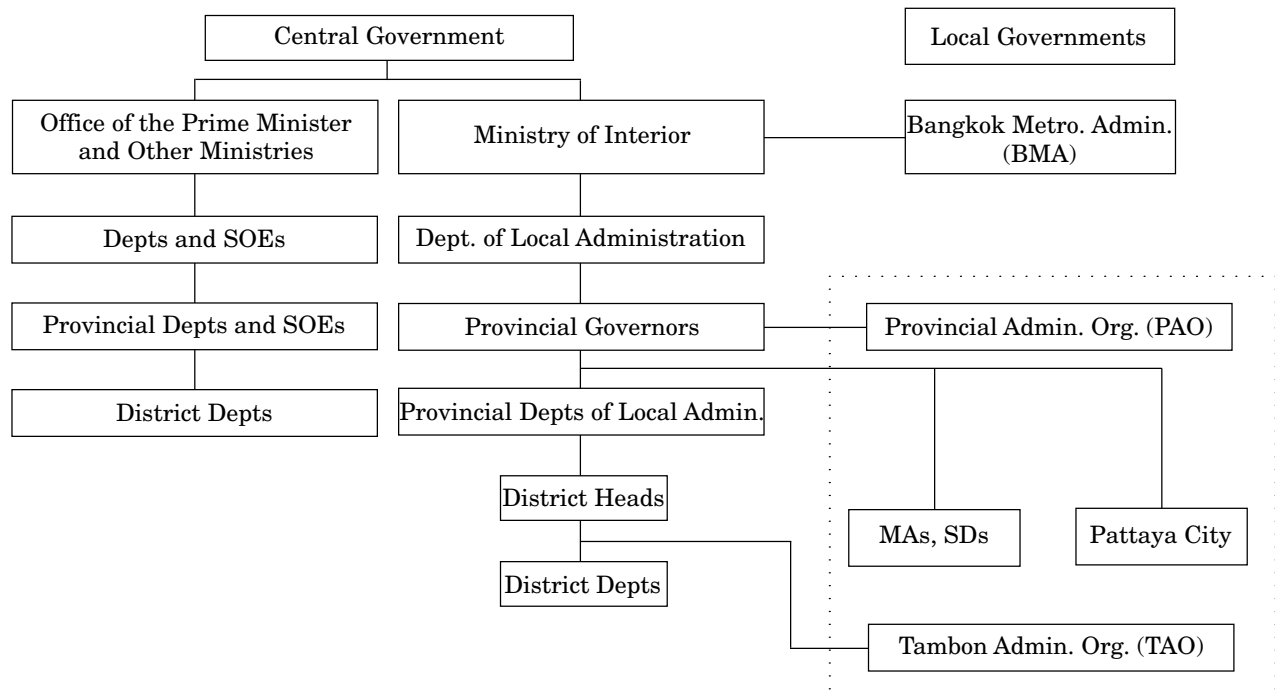 Central Government
Local Governments
Office of the Prime Minister
and Other Ministries
Ministry of Interior
Bangkok Metro. Admin.
(BMA)
Depts and SOEs
Dept. of Local Administration
Provincial Depts and SOEs
Provincial Governors
Provincial Admin. Org. (PAO)
District Depts
Provincial Depts of Local Admin.
District Heads
MAs, SDs
Pattaya City
District Depts
Tambon Admin. Org. (TAO)